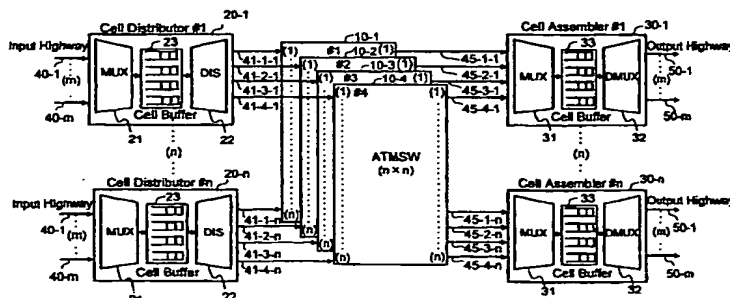 Cell Distributor #1
20-1
Input Highway
40-1
(m)
40-m
MUX
23
DIS
Cell Buffer
21
22
41-1-1
41-2-1
41-3-1
41-4-1
10-1
(1)
#1
10-2
(1)
(1)
#2
10-3
(1)
(1)
#3
10-4
(1)
(1)
#4
(1)
ATMSW
(n × n)
(n)
(n)
(n)
(n)
(n)
45-1-1
45-2-1
45-3-1
45-4-1
Cell Assembler #1
30-1
MUX
33
DMUX
Cell Buffer
31
32
Output Highway
50-1
(m)
50-m
(n)
(n)
Cell Distributor #n
20-n
Input Highway
40-1
(m)
40-m
MUX
23
DIS
Cell Buffer
21
22
41-1-n
41-2-n
41-3-n
41-4-n
45-1-n
45-2-n
45-3-n
45-4-n
Cell Assembler #n
30-n
MUX
33
DMUX
Cell Buffer
31
32
Output Highway
50-1
(m)
50-m